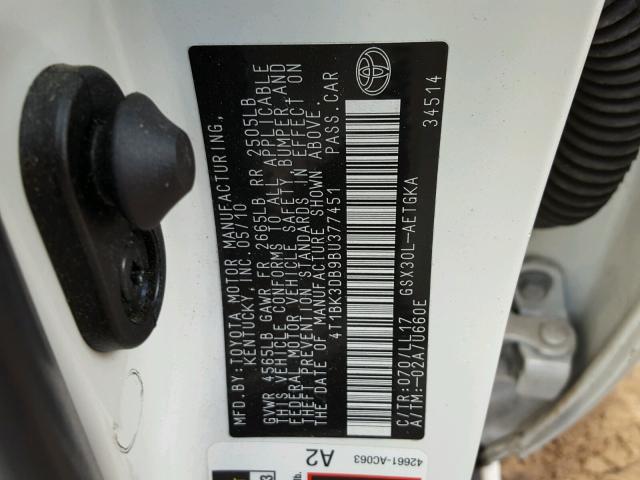 MFD.BY:TOYOTA MOTOR MANUFACTURING,
KENTUCKY,INC.05/10
GVWR 4565LB GAWR FR 2665LB RR 2505LB
THIS VEHICLE CONFORMS TO ALL APPLICABLE
FEDERAL MOTOR VEHICLE SAFETY,BUMPER,AND
THEFT PREVENTION STANDARDS IN EFFECT ON
THE/DATE OF MANUFACTURE SHOWN ABOVE.
4T1BK3DB9BU377451 PASS.CAR
C/TR:070/LL17 GSX30L-AETGKA
A/TM:-02A/U660E 34514
42661-AC063
A2